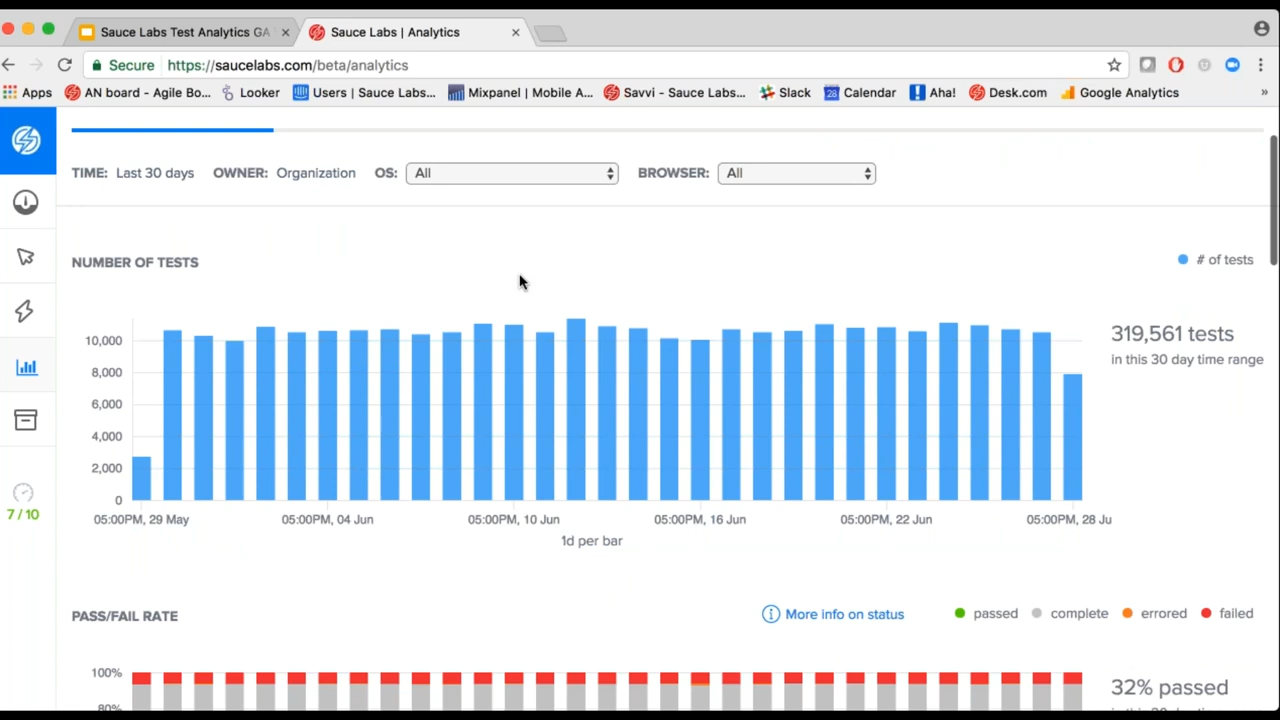 Sauce Labs Test Analytics GA
Sauce Labs | Analytics
Secure https://saucelabs.com/beta/analytics
Apps AN board - Agile Bo... Looker Users | Sauce Labs... Mixpanel | Mobile A... Savvi - Sauce Labs... Slack 28 Calendar Aha! Desk.com Google Analytics »
TIME: Last 30 days OWNER: Organization OS: All BROWSER: All
NUMBER OF TESTS
# of tests
10,000
8,000
6,000
4,000
2,000
0
319,561 tests
in this 30 day time range
05:00PM, 29 May 05:00PM, 04 Jun 05:00PM, 10 Jun 05:00PM, 16 Jun 05:00PM, 22 Jun 05:00PM, 28 Ju
1d per bar
7 / 10
PASS/FAIL RATE
More info on status
passed complete errored failed
100%
80%
32% passed